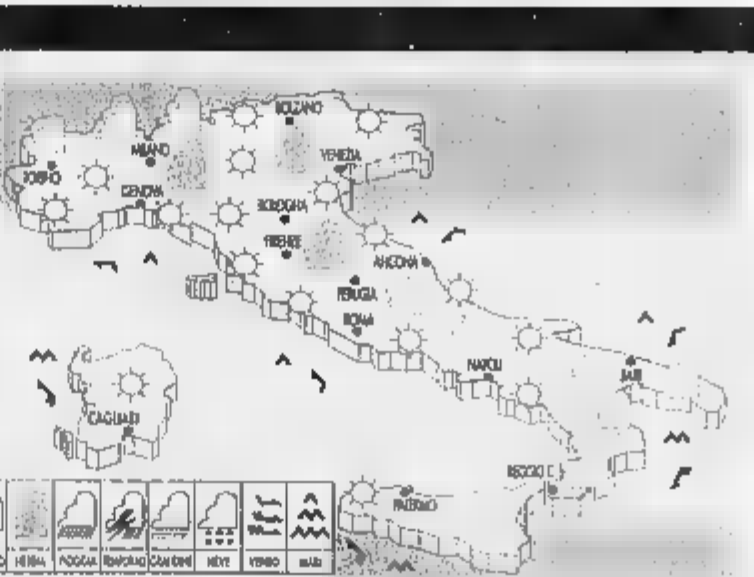 BOLZANO
MILANO
VENEZIA
TORINO
GENOVA
BOLOGNA
FIRENZE
ANCONA
PERUGIA
ROMA
NAPOLI
BARI
CAGLIARI
REGGIO C
PALERMO
NEBBIA PIOGGIA TEMPORALE NEVE VENTO MARI